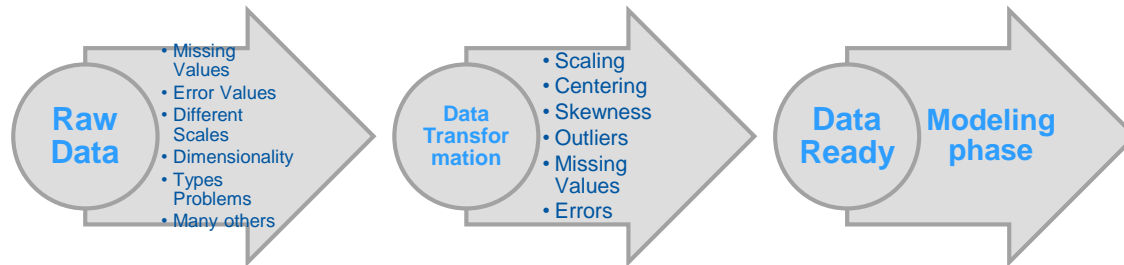 Raw
Data
• Missing
Values
• Error Values
• Different
Scales
• Dimensionality
• Types
Problems
• Many others
Data
Transfor
mation
• Scaling
• Centering
• Skewness
• Outliers
• Missing
Values
• Errors
Data
Ready
Modeling
phase